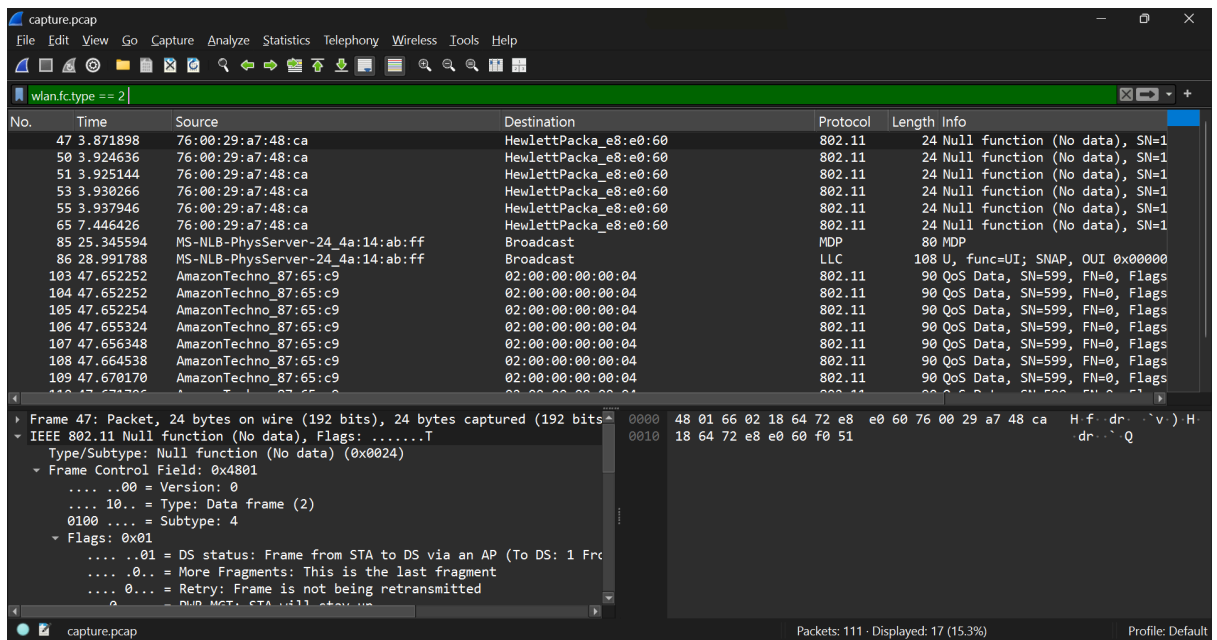 capture.pcap
File Edit View Go Capture Analyze Statistics Telephony Wireless Tools Help
wlan.fc.type == 2
No. Time Source Destination Protocol Length Info
47 3.871898 76:00:29:a7:48:ca HewlettPacka_e8:e0:60 802.11 24 Null function (No data), SN=1
50 3.924636 76:00:29:a7:48:ca HewlettPacka_e8:e0:60 802.11 24 Null function (No data), SN=1
51 3.925144 76:00:29:a7:48:ca HewlettPacka_e8:e0:60 802.11 24 Null function (No data), SN=1
53 3.930266 76:00:29:a7:48:ca HewlettPacka_e8:e0:60 802.11 24 Null function (No data), SN=1
55 3.937946 76:00:29:a7:48:ca HewlettPacka_e8:e0:60 802.11 24 Null function (No data), SN=1
65 7.446426 76:00:29:a7:48:ca HewlettPacka_e8:e0:60 802.11 24 Null function (No data), SN=1
85 25.345594 MS-NLB-PhysServer-24_4a:14:ab:ff Broadcast MDP 80 MDP
86 28.991788 MS-NLB-PhysServer-24_4a:14:ab:ff Broadcast LLC 108 U, func=UI; SNAP, OUI 0x00000
103 47.652252 AmazonTechno_87:65:c9 02:00:00:00:00:04 802.11 90 QoS Data, SN=599, FN=0, Flags
104 47.652252 AmazonTechno_87:65:c9 02:00:00:00:00:04 802.11 90 QoS Data, SN=599, FN=0, Flags
105 47.652254 AmazonTechno_87:65:c9 02:00:00:00:00:04 802.11 90 QoS Data, SN=599, FN=0, Flags
106 47.655324 AmazonTechno_87:65:c9 02:00:00:00:00:04 802.11 90 QoS Data, SN=599, FN=0, Flags
107 47.656348 AmazonTechno_87:65:c9 02:00:00:00:00:04 802.11 90 QoS Data, SN=599, FN=0, Flags
108 47.664538 AmazonTechno_87:65:c9 02:00:00:00:00:04 802.11 90 QoS Data, SN=599, FN=0, Flags
109 47.670170 AmazonTechno_87:65:c9 02:00:00:00:00:04 802.11 90 QoS Data, SN=599, FN=0, Flags
Frame 47: Packet, 24 bytes on wire (192 bits), 24 bytes captured (192 bits
IEEE 802.11 Null function (No data), Flags: .......T
Type/Subtype: Null function (No data) (0x0024)
Frame Control Field: 0x4801
.... ..00 = Version: 0
.... 10.. = Type: Data frame (2)
0100 .... = Subtype: 4
Flags: 0x01
.... ..01 = DS status: Frame from STA to DS via an AP (To DS: 1 Fro
.... .0.. = More Fragments: This is the last fragment
.... 0... = Retry: Frame is not being retransmitted
0000 48 01 66 02 18 64 72 e8 e0 60 76 00 29 a7 48 ca H·f··dr· ·`v·)·H·
0010 18 64 72 e8 e0 60 f0 51 ·dr··`·Q
capture.pcap
Packets: 111 · Displayed: 17 (15.3%)
Profile: Default